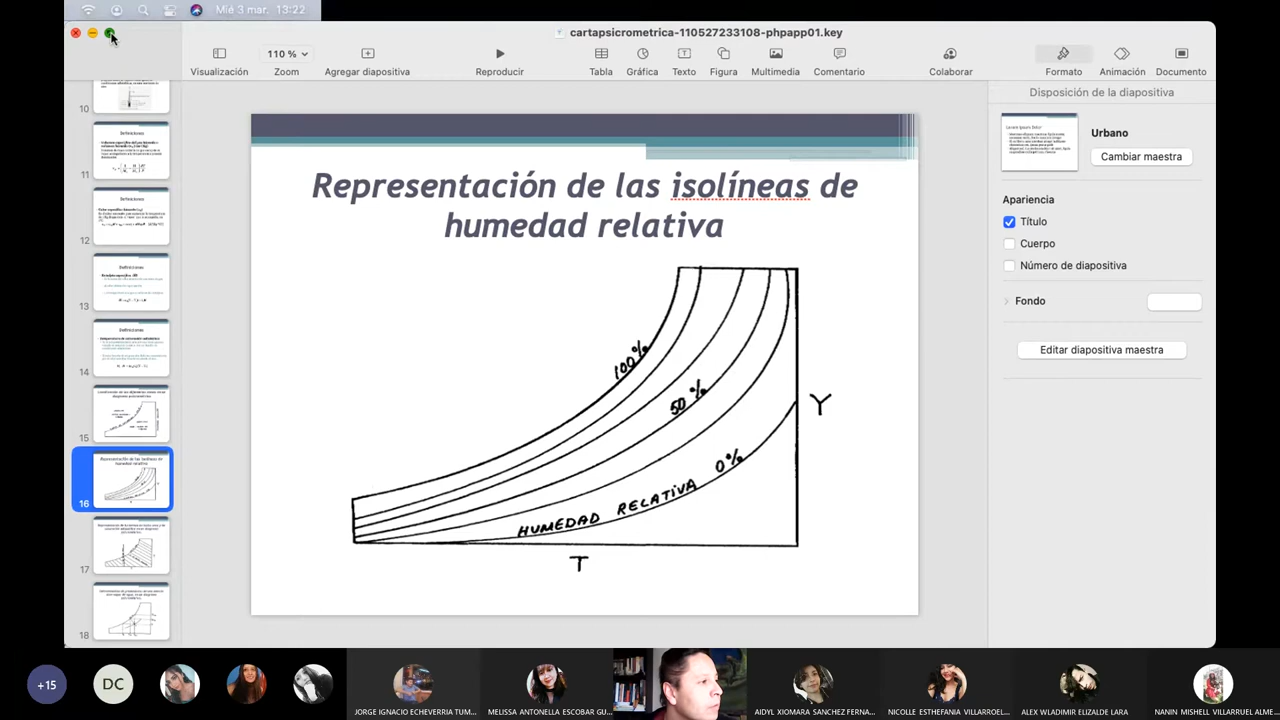 Mié 3 mar. 13:22
cartapsicrometrica-110527233108-phpapp01.key
110 %
Visualización
Zoom
Agregar diapositiva
Reproducir
Tabla
Gráfica
Texto
Figura
Multimedia
Comentario
Colaborar
Formato
Animación
Documento
Disposición de la diapositiva
Urbano
Cambiar maestra
Apariencia
Título
Cuerpo
Número de diapositiva
Fondo
Editar diapositiva maestra
10
Definiciones
11
Definiciones
12
Definiciones
13
Definiciones
14
15
16
17
18
Representación de las isolíneas de
humedad relativa
100%
50 %
0%
HUMEDAD RELATIVA
Y
T
+15
DC
JORGE IGNACIO ECHEVERRIA TUM...
MELISSA ANTONELLA ESCOBAR GU...
AIDYL XIOMARA SANCHEZ FERNA...
NICOLLE ESTHEFANIA VILLARROEL...
ALEX WLADIMIR ELIZALDE LARA
NANIN MISHELL VILLARRUEL ALME...